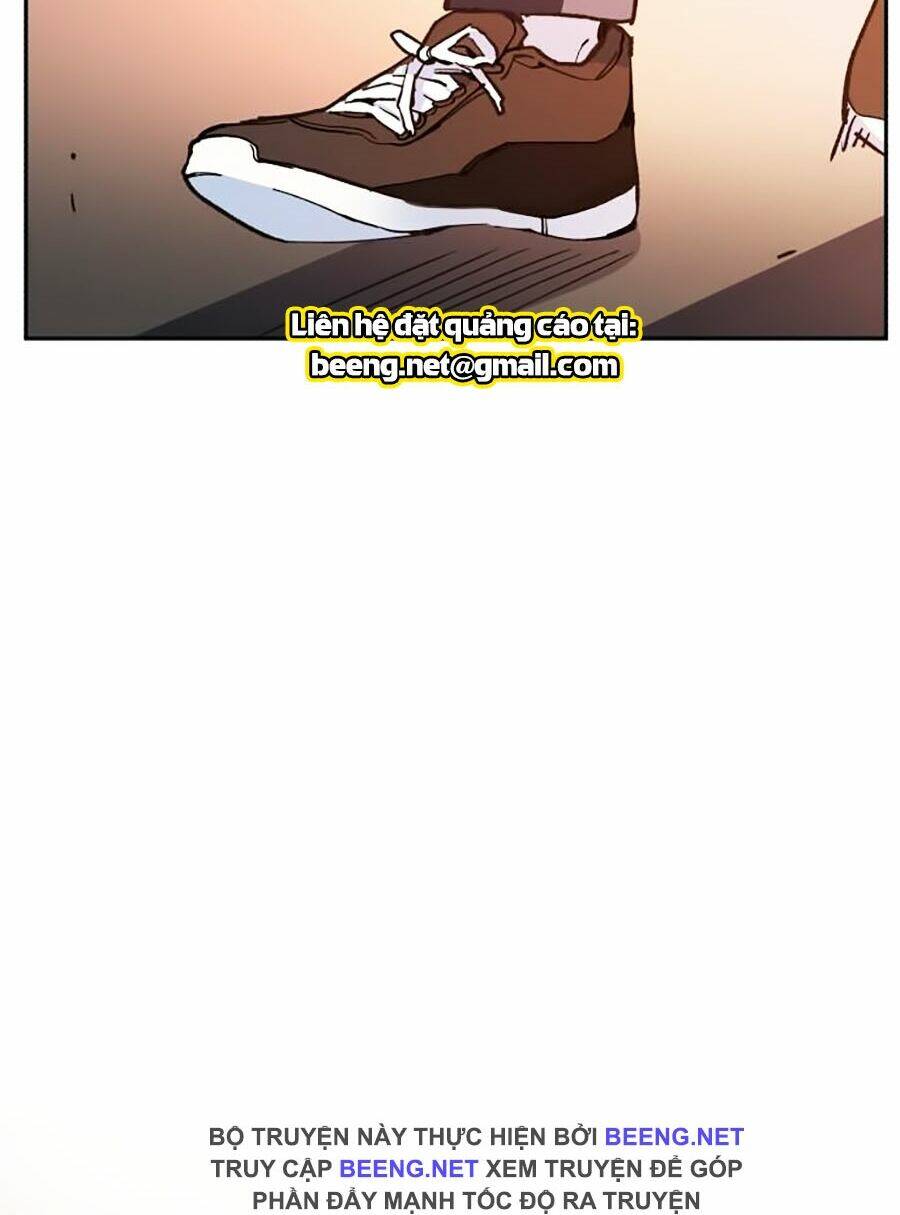 Liên hệ đặt quảng cáo tại:
beeng.net@gmail.com
BỘ TRUYỆN NÀY THỰC HIỆN BỞI BEENG.NET
TRUY CẬP BEENG.NET XEM TRUYỆN ĐỂ GÓP
PHẦN ĐẨY MẠNH TỐC ĐỘ RA TRUYỆN